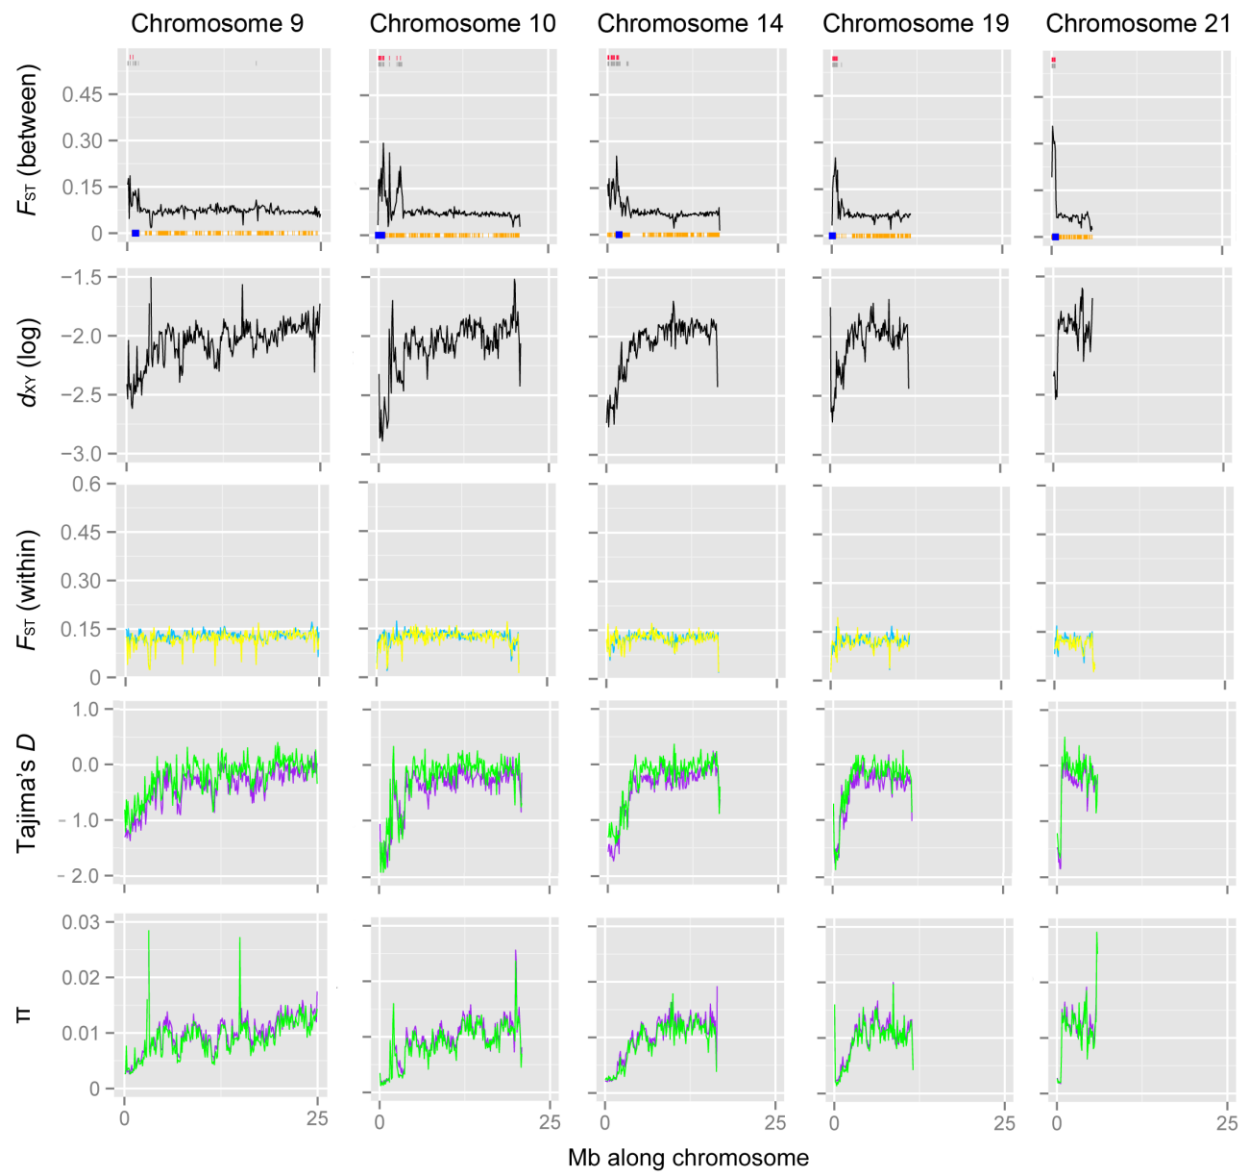 Chromosome 9 Chromosome 10 Chromosome 14 Chromosome 19 Chromosome 21
FST (between)
0.45
0.30
0.15
0
dXY (log)
−1.5
−2.0
−2.5
−3.0
FST (within)
0.6
0.45
0.30
0.15
0
Tajima's D
1.0
0.0
- 1.0
- 2.0
π
0.03
0.02
0.01
0
0 25 0 25 0 25 0 25 0 25
Mb along chromosome